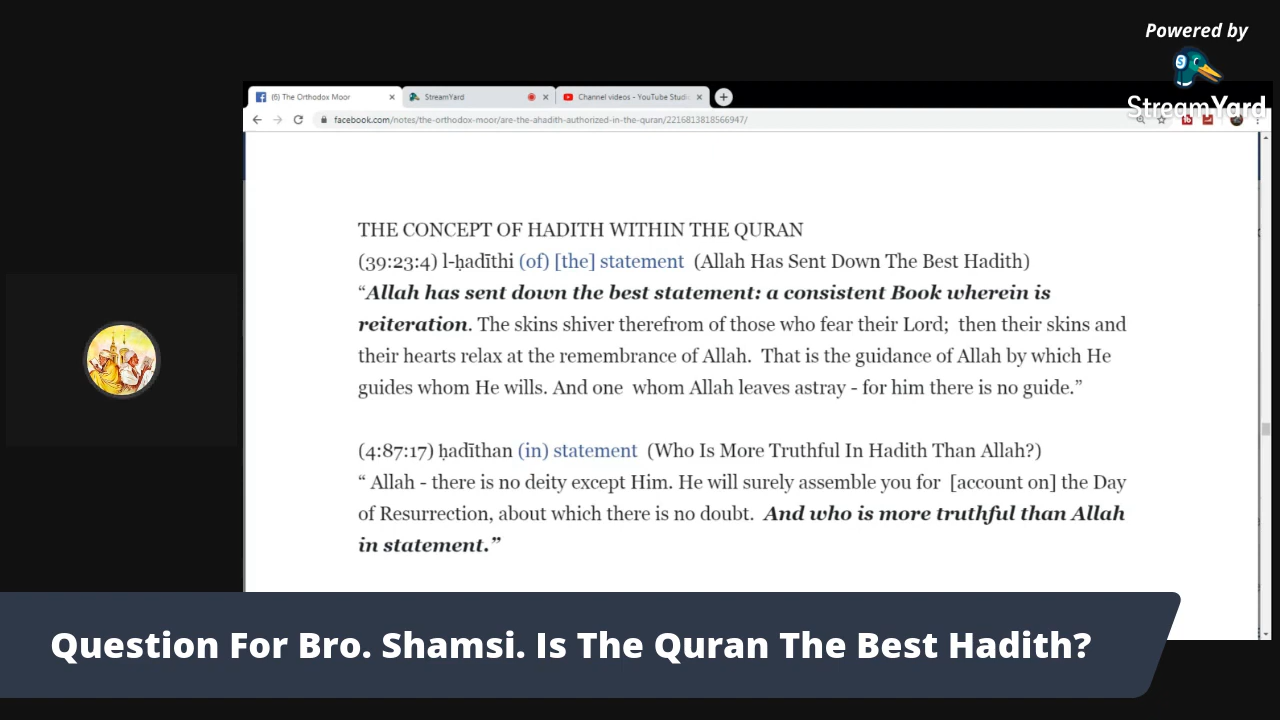 Powered by
StreamYard
(6) The Orthodox Moor
StreamYard
Channel videos - YouTube Studi
facebook.com/notes/the-orthodox-moor/are-the-ahadith-authorized-in-the-quran/2216813818566947/
THE CONCEPT OF HADITH WITHIN THE QURAN
(39:23:4) l-ḥadīthi (of) [the] statement (Allah Has Sent Down The Best Hadith)
“Allah has sent down the best statement: a consistent Book wherein is
reiteration. The skins shiver therefrom of those who fear their Lord; then their skins and
their hearts relax at the remembrance of Allah. That is the guidance of Allah by which He
guides whom He wills. And one whom Allah leaves astray - for him there is no guide.”
(4:87:17) ḥadīthan (in) statement (Who Is More Truthful In Hadith Than Allah?)
“ Allah - there is no deity except Him. He will surely assemble you for [account on] the Day
of Resurrection, about which there is no doubt. And who is more truthful than Allah
in statement.”
Question For Bro. Shamsi. Is The Quran The Best Hadith?